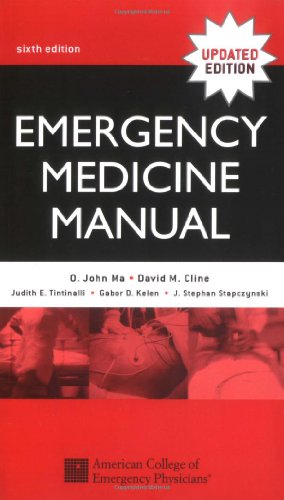 sixth edition
UPDATED
EDITION
EMERGENCY
MEDICINE
MANUAL
O. John Ma • David M. Cline
Judith E. Tintinalli • Gabor D. Kelen • J. Stephan Stapczynski
American College of
Emergency Physicians®